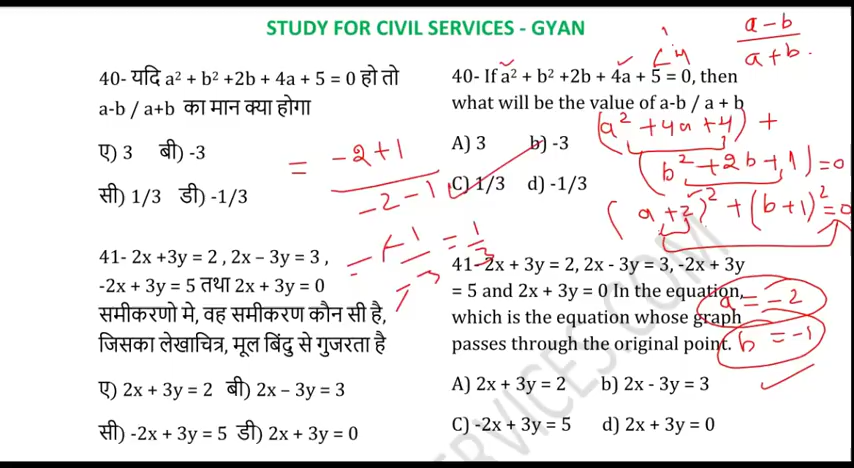 STUDY FOR CIVIL SERVICES - GYAN
40- यदि a² + b² +2b + 4a + 5 = 0 हो तो
a-b / a+b का मान क्या होगा
ए) 3 बी) -3
सी) 1/3 डी) -1/3
41- 2x +3y = 2 , 2x – 3y = 3 ,
-2x + 3y = 5 तथा 2x + 3y = 0
समीकरणो मे, वह समीकरण कौन सी है,
जिसका लेखाचित्र, मूल बिंदु से गुजरता है
ए) 2x + 3y = 2 बी) 2x – 3y = 3
सी) -2x + 3y = 5 डी) 2x + 3y = 0
40- If a² + b² +2b + 4a + 5 = 0, then
what will be the value of a-b / a + b
A) 3 b) -3
C) 1/3 d) -1/3
41- 2x + 3y = 2, 2x - 3y = 3, -2x + 3y
= 5 and 2x + 3y = 0 In the equation,
which is the equation whose graph
passes through the original point.
A) 2x + 3y = 2 b) 2x - 3y = 3
C) -2x + 3y = 5 d) 2x + 3y = 0
a-b
a+b
(a² + 4a + 4) +
(b² + 2b + 1) = 0
(a+2)² + (b+1)² = 0
a = -2
b = -1
= -2+1
-2-1
= 1/3
SERVICES.COM